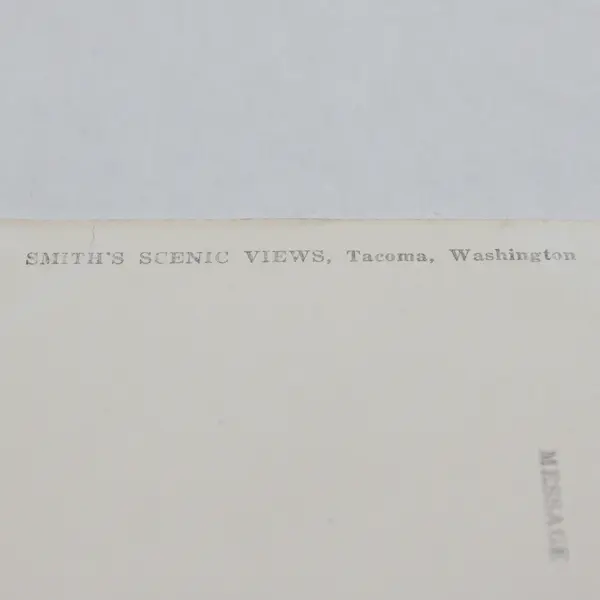 SMITH'S SCENIC VIEWS, Tacoma, Washington
MESSAGE